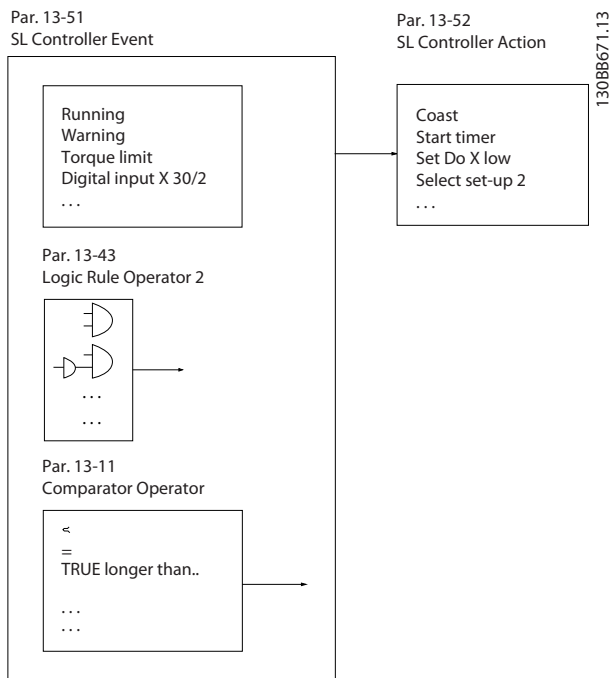 Par. 13-51
SL Controller Event
Par. 13-52
SL Controller Action
130BB671.13
Running
Warning
Torque limit
Digital input X 30/2
. . .
Coast
Start timer
Set Do X low
Select set-up 2
. . .
Par. 13-43
Logic Rule Operator 2
. . .
. . .
Par. 13-11
Comparator Operator
=
TRUE longer than..
. . .
. . .